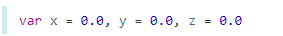 var x = 0.0, y = 0.0, z = 0.0